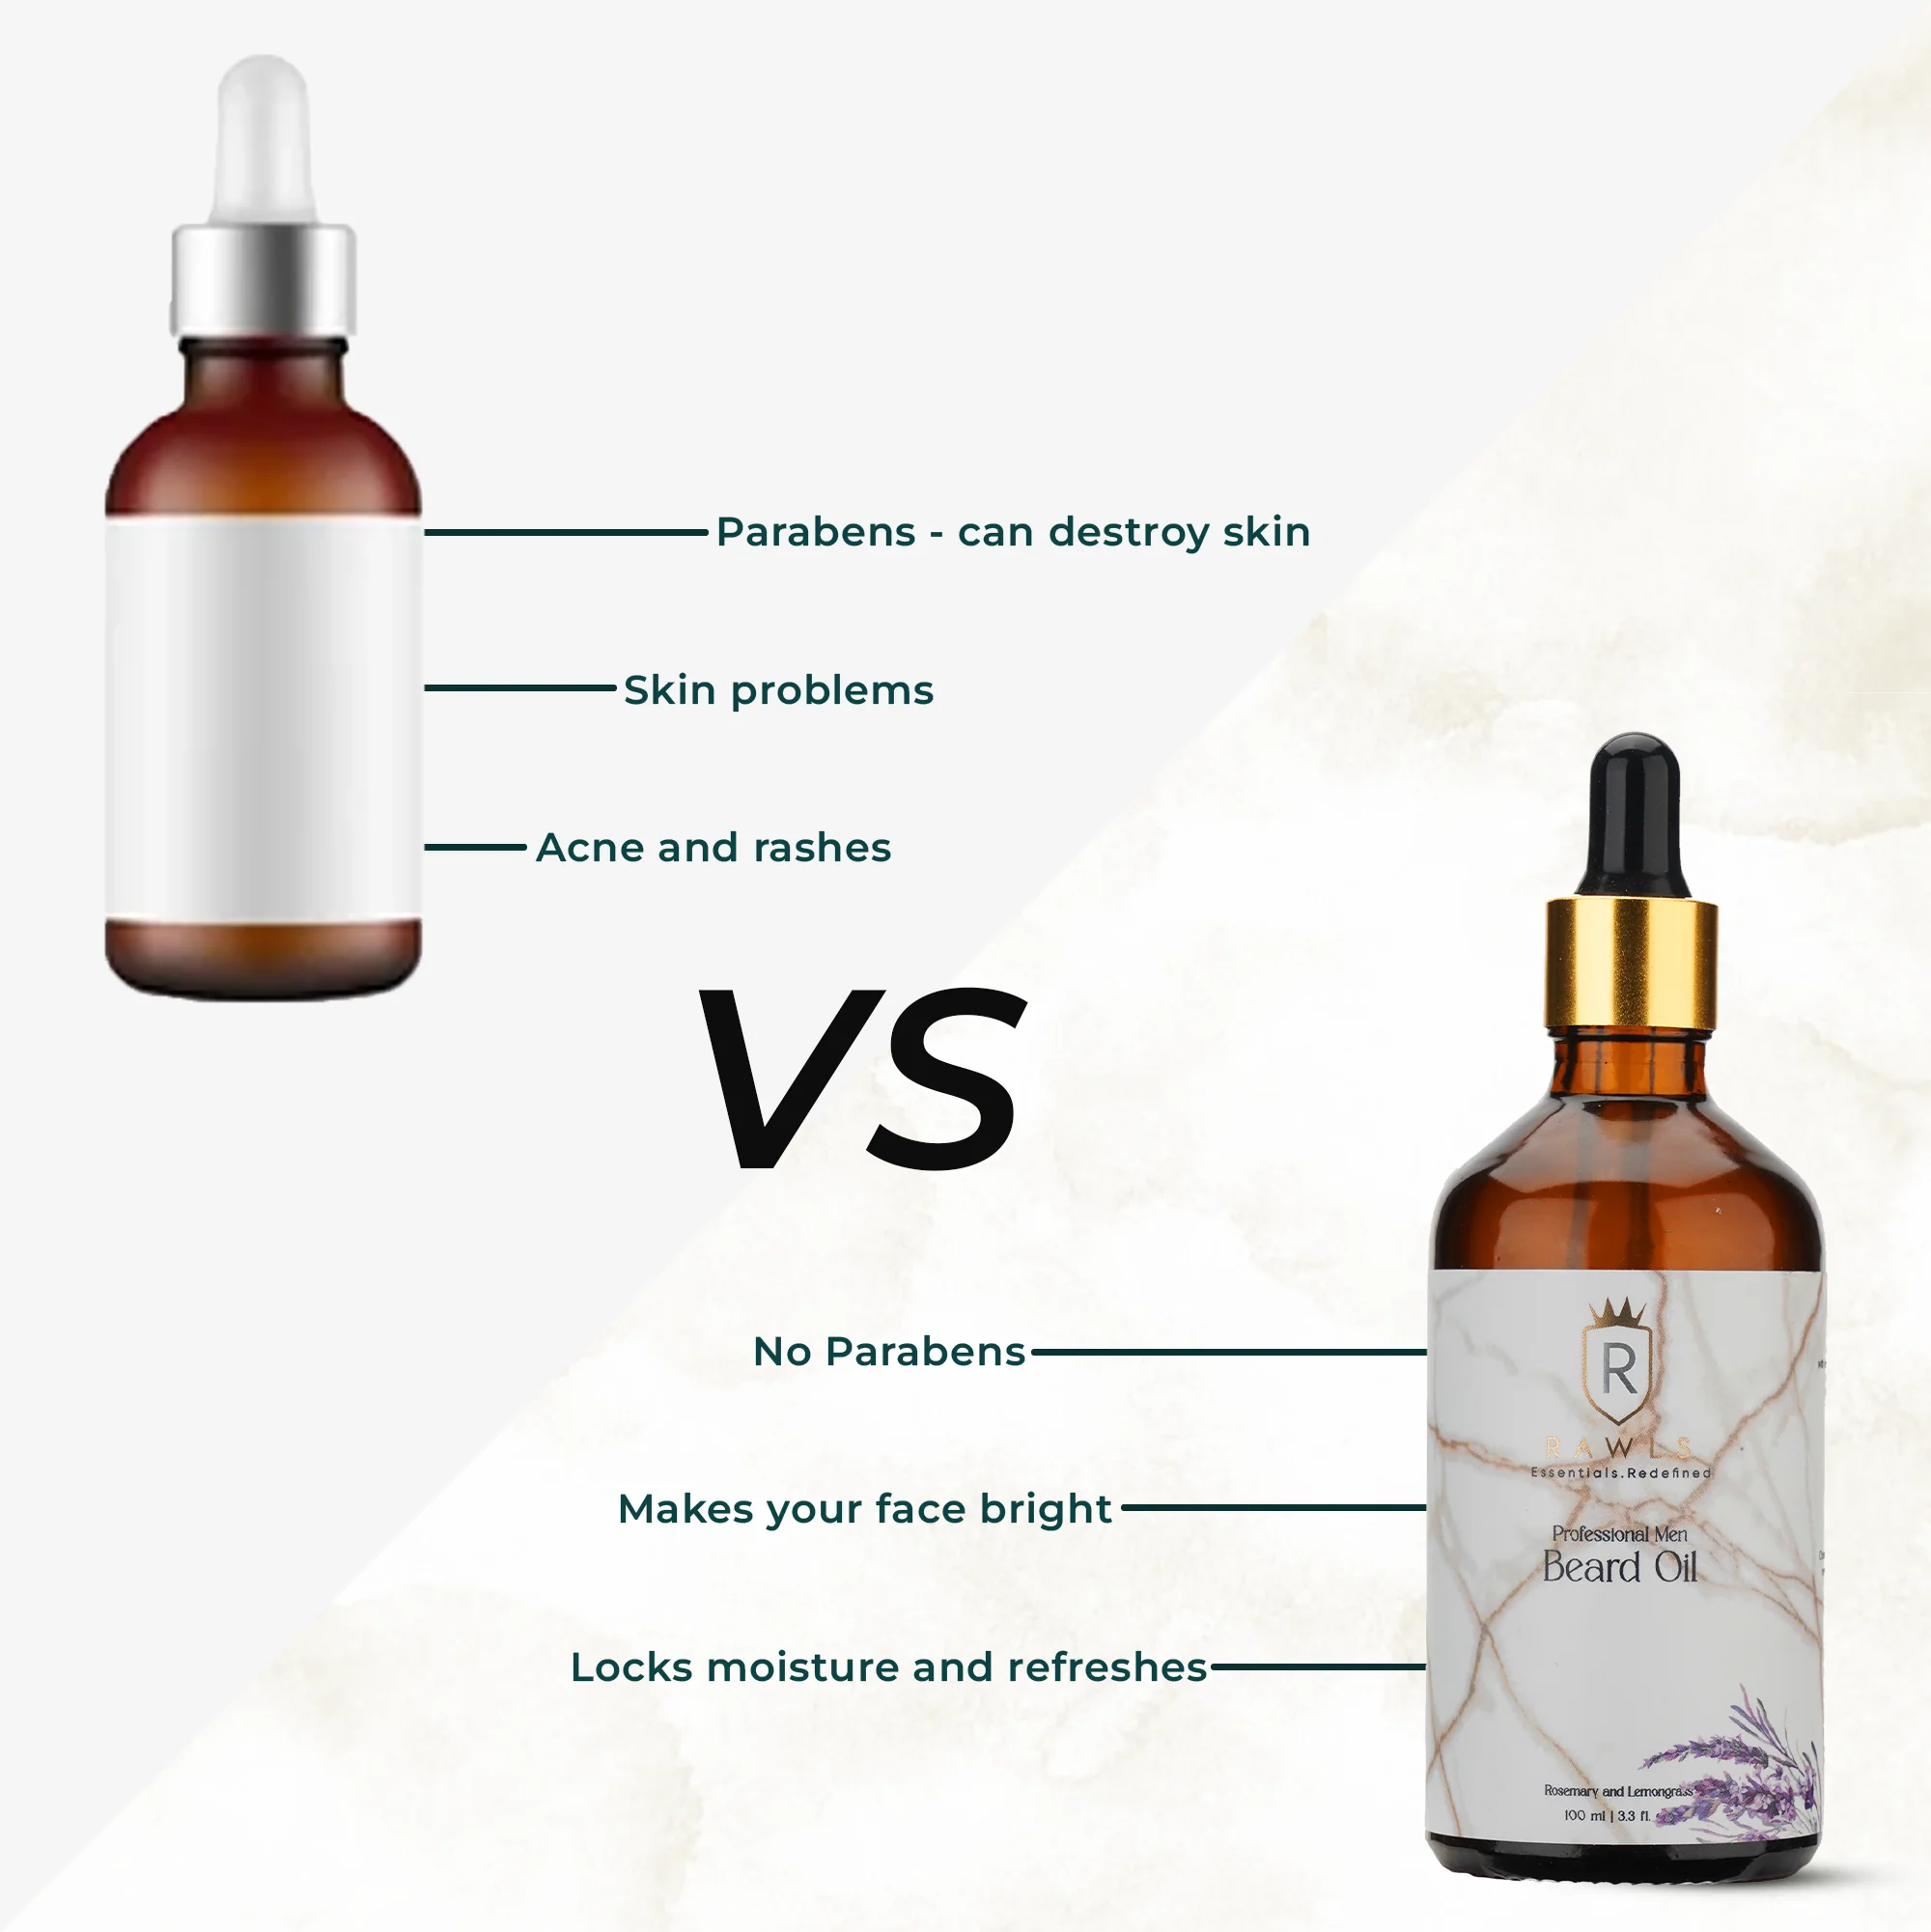 Parabens - can destroy skin
Skin problems
Acne and rashes
VS
No Parabens
Makes your face bright
Locks moisture and refreshes
R
RAWLS
Essentials.Redefined
Professional Men
Beard Oil
Rosemary and Lemongrass
100 ml | 3.3 fl.